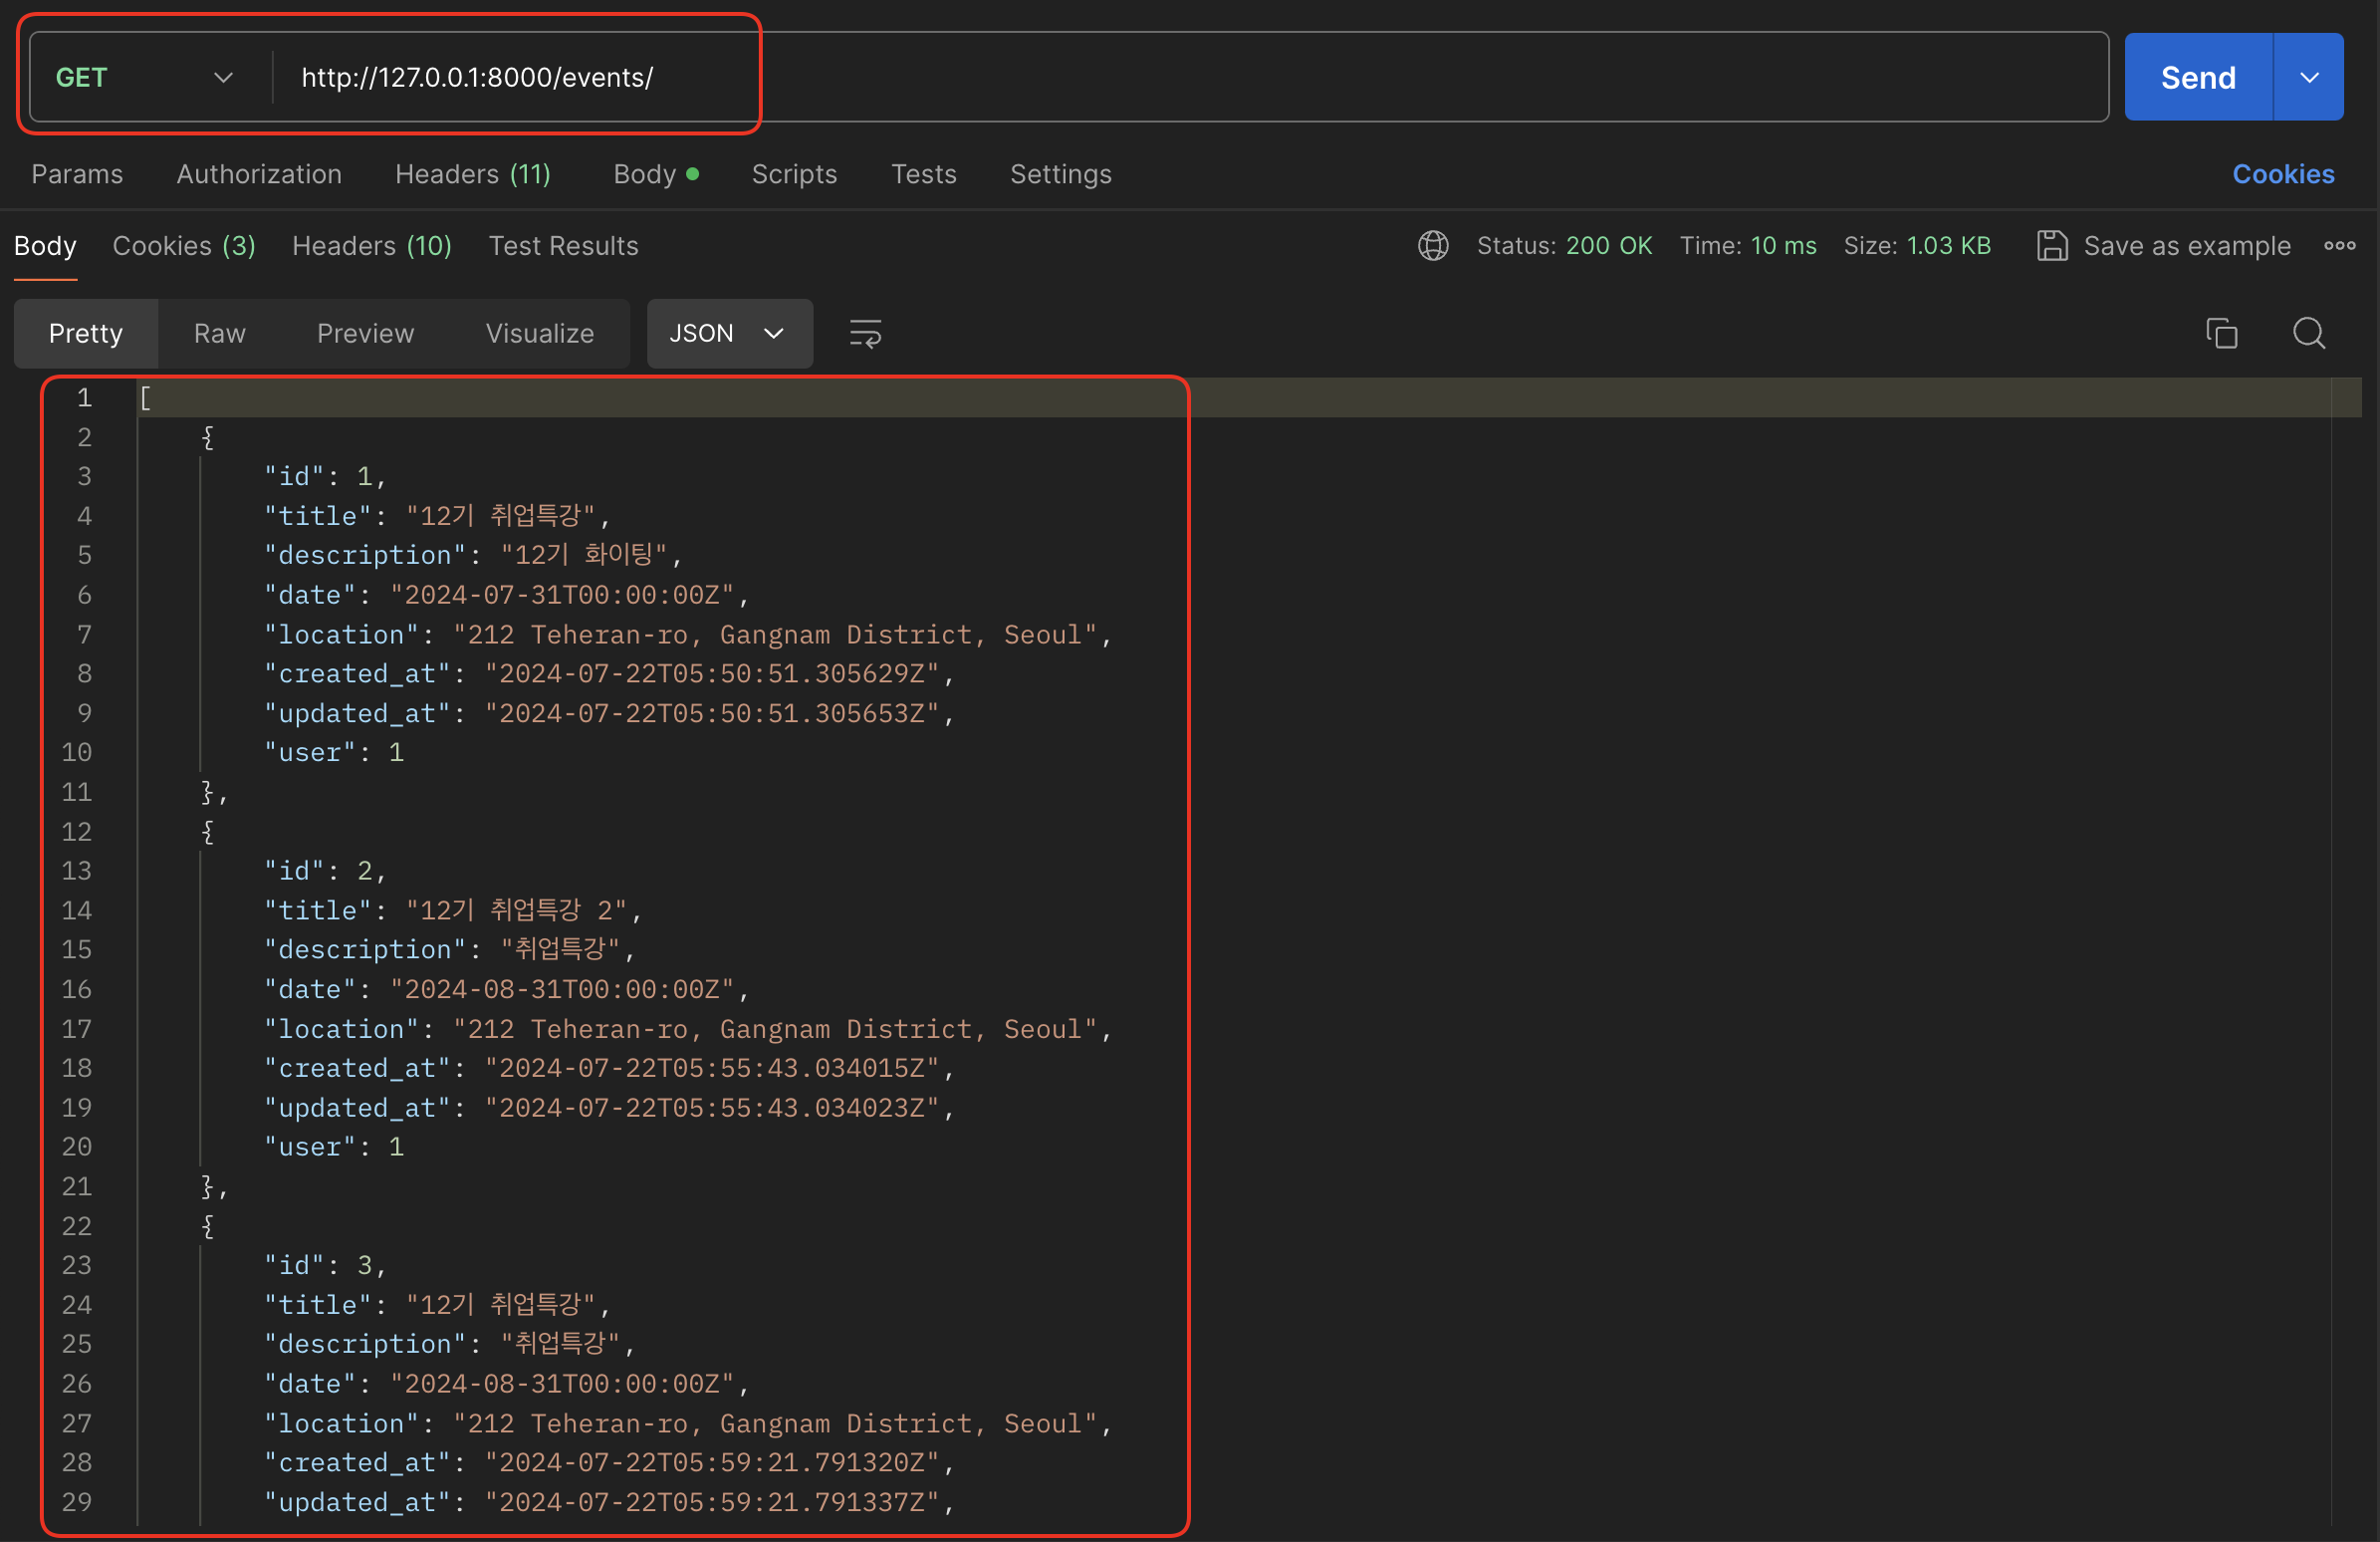 GET http://127.0.0.1:8000/events/ Send
Params Authorization Headers (11) Body Scripts Tests Settings Cookies
Body Cookies (3) Headers (10) Test Results Status: 200 OK Time: 10 ms Size: 1.03 KB Save as example
Pretty Raw Preview Visualize JSON
1 [
2 {
3 "id": 1,
4 "title": "12기 취업특강",
5 "description": "12기 화이팅",
6 "date": "2024-07-31T00:00:00Z",
7 "location": "212 Teheran-ro, Gangnam District, Seoul",
8 "created_at": "2024-07-22T05:50:51.305629Z",
9 "updated_at": "2024-07-22T05:50:51.305653Z",
10 "user": 1
11 },
12 {
13 "id": 2,
14 "title": "12기 취업특강 2",
15 "description": "취업특강",
16 "date": "2024-08-31T00:00:00Z",
17 "location": "212 Teheran-ro, Gangnam District, Seoul",
18 "created_at": "2024-07-22T05:55:43.034015Z",
19 "updated_at": "2024-07-22T05:55:43.034023Z",
20 "user": 1
21 },
22 {
23 "id": 3,
24 "title": "12기 취업특강",
25 "description": "취업특강",
26 "date": "2024-08-31T00:00:00Z",
27 "location": "212 Teheran-ro, Gangnam District, Seoul",
28 "created_at": "2024-07-22T05:59:21.791320Z",
29 "updated_at": "2024-07-22T05:59:21.791337Z",